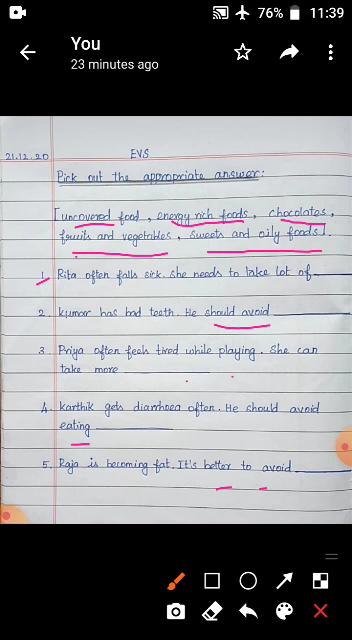 76% 11:39
You
23 minutes ago
21.12.20 EVS
Pick out the appropriate answer:
[uncovered food, energy rich foods, chocolates,
fruits and vegetables, sweets and oily foods].
1. Rita often falls sick. She needs to take lot of
2. Kumar has bad teeth. He should avoid
3. Priya often feels tired while playing. She can
take more
4. Karthik gets diarrhoea often. He should avoid
eating
5. Raja is becoming fat. It's better to avoid